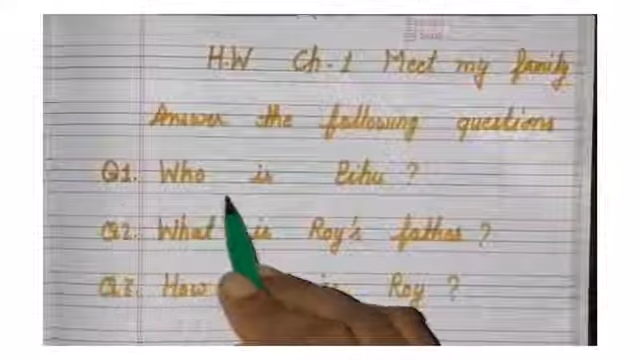 H.W Ch-1 Meet my family
Answer the following questions
Q1. Who is Bihu ?
Q2. What is Roy's father ?
Q3. How is Roy ?